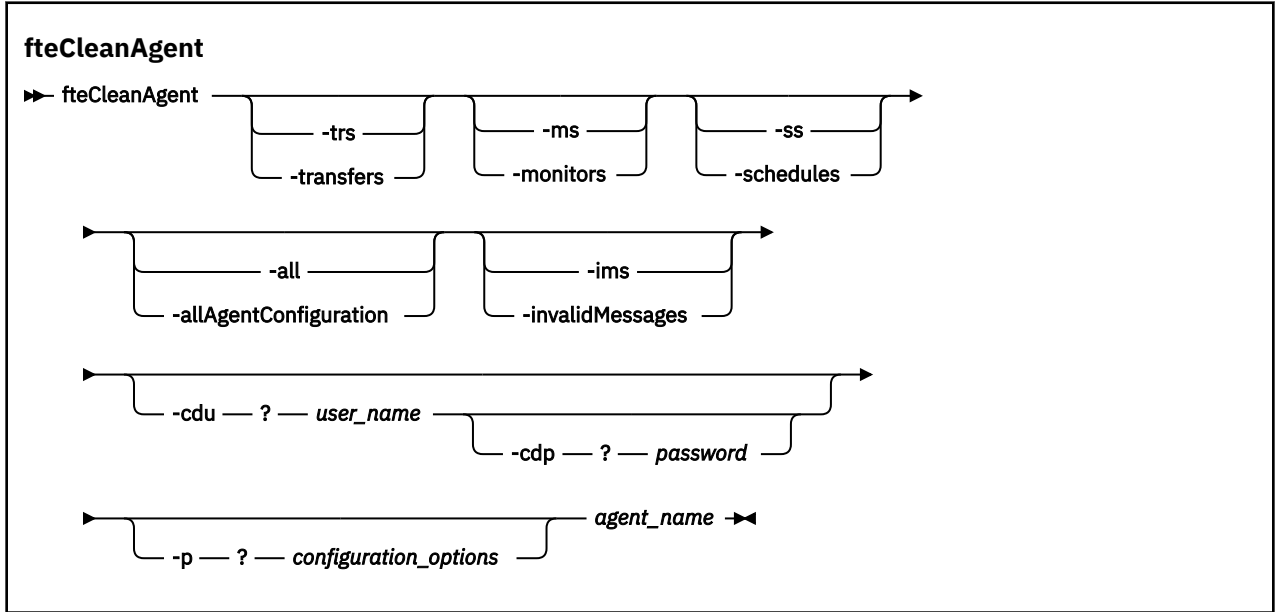 fteCleanAgent
fteCleanAgent
-trs -ms -ss
-transfers -monitors -schedules
-all -ims
-allAgentConfiguration -invalidMessages
-cdu ? user_name
-cdp ? password
agent_name
-p ? configuration_options